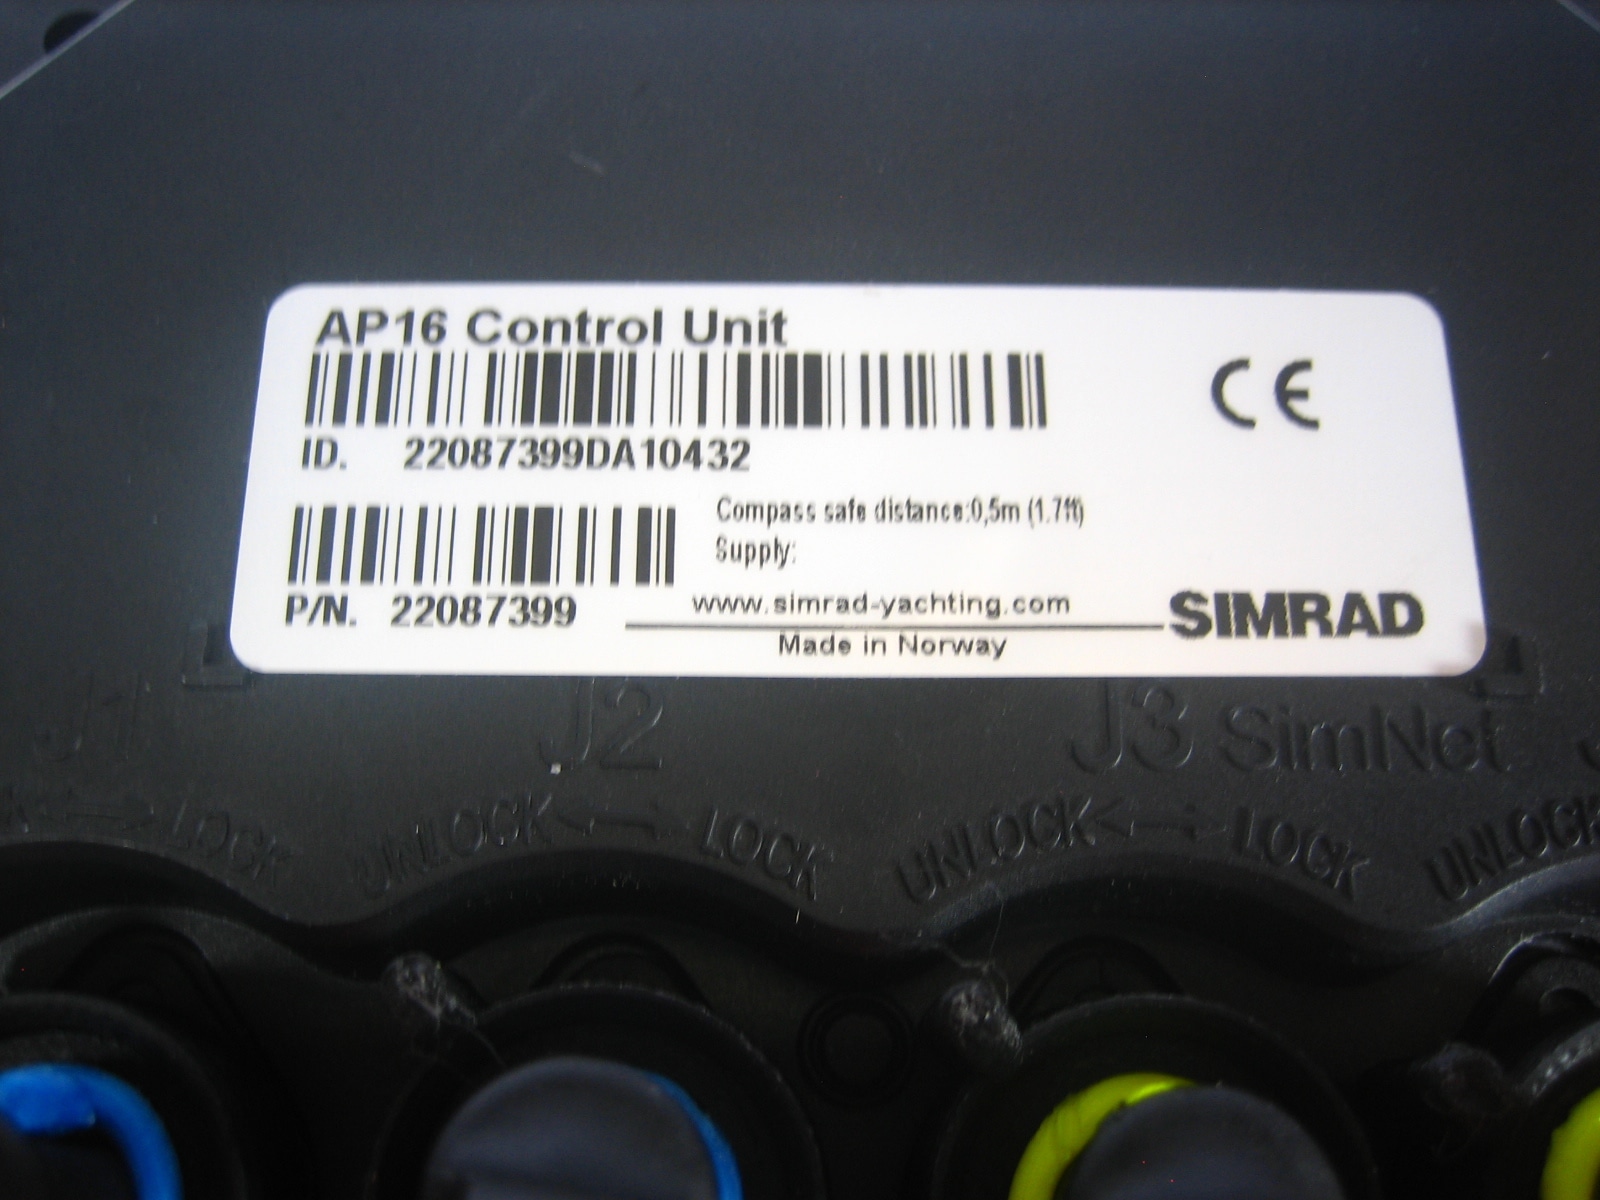 AP16 Control Unit
CE
ID. 22087399DA10432
Compass safe distance:0,5m (1.7ft)
Supply:
P/N. 22087399
www.simrad-yachting.com
SIMRAD
Made in Norway
J1 J2 J3 SimNet
LOCK UNLOCK LOCK UNLOCK LOCK UNLOCK